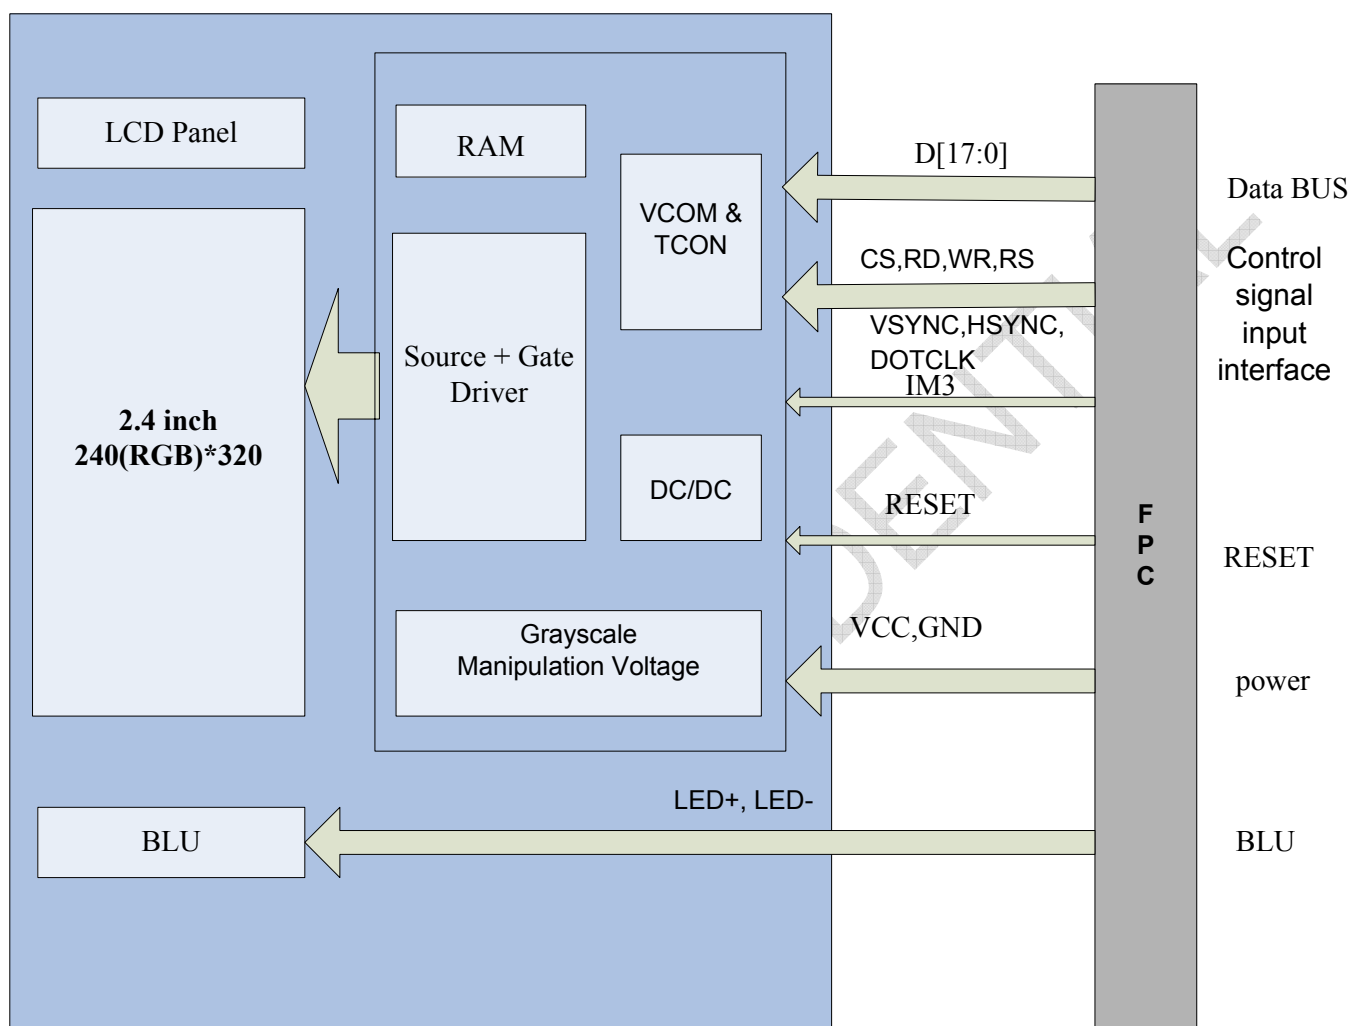 LCD Panel
RAM
VCOM &
TCON
D[17:0]
Data BUS
CS,RD,WR,RS
Control
signal
input
interface
VSYNC,HSYNC,
DOTCLK
IM3
Source + Gate
Driver
2.4 inch
240(RGB)*320
DC/DC
RESET
F
P
C
RESET
Grayscale
Manipulation Voltage
VCC,GND
power
LED+, LED-
BLU
BLU
DENTIAL